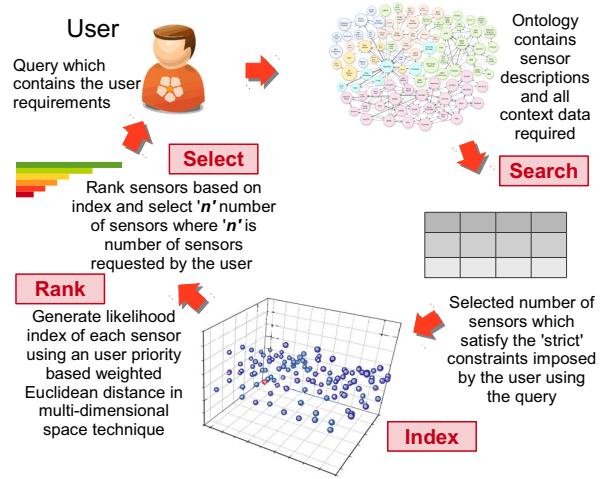 User
Query which
contains the user
requirements
Ontology
contains
sensor
descriptions
and all
context data
required
Search
Selected number of
sensors which
satisfy the 'strict'
constraints imposed
by the user using
the query
Index
Generate likelihood
index of each sensor
using an user priority
based weighted
Euclidean distance in
multi-dimensional
space technique
Rank
Rank sensors based on
index and select 'n' number
of sensors where 'n' is
number of sensors
requested by the user
Select